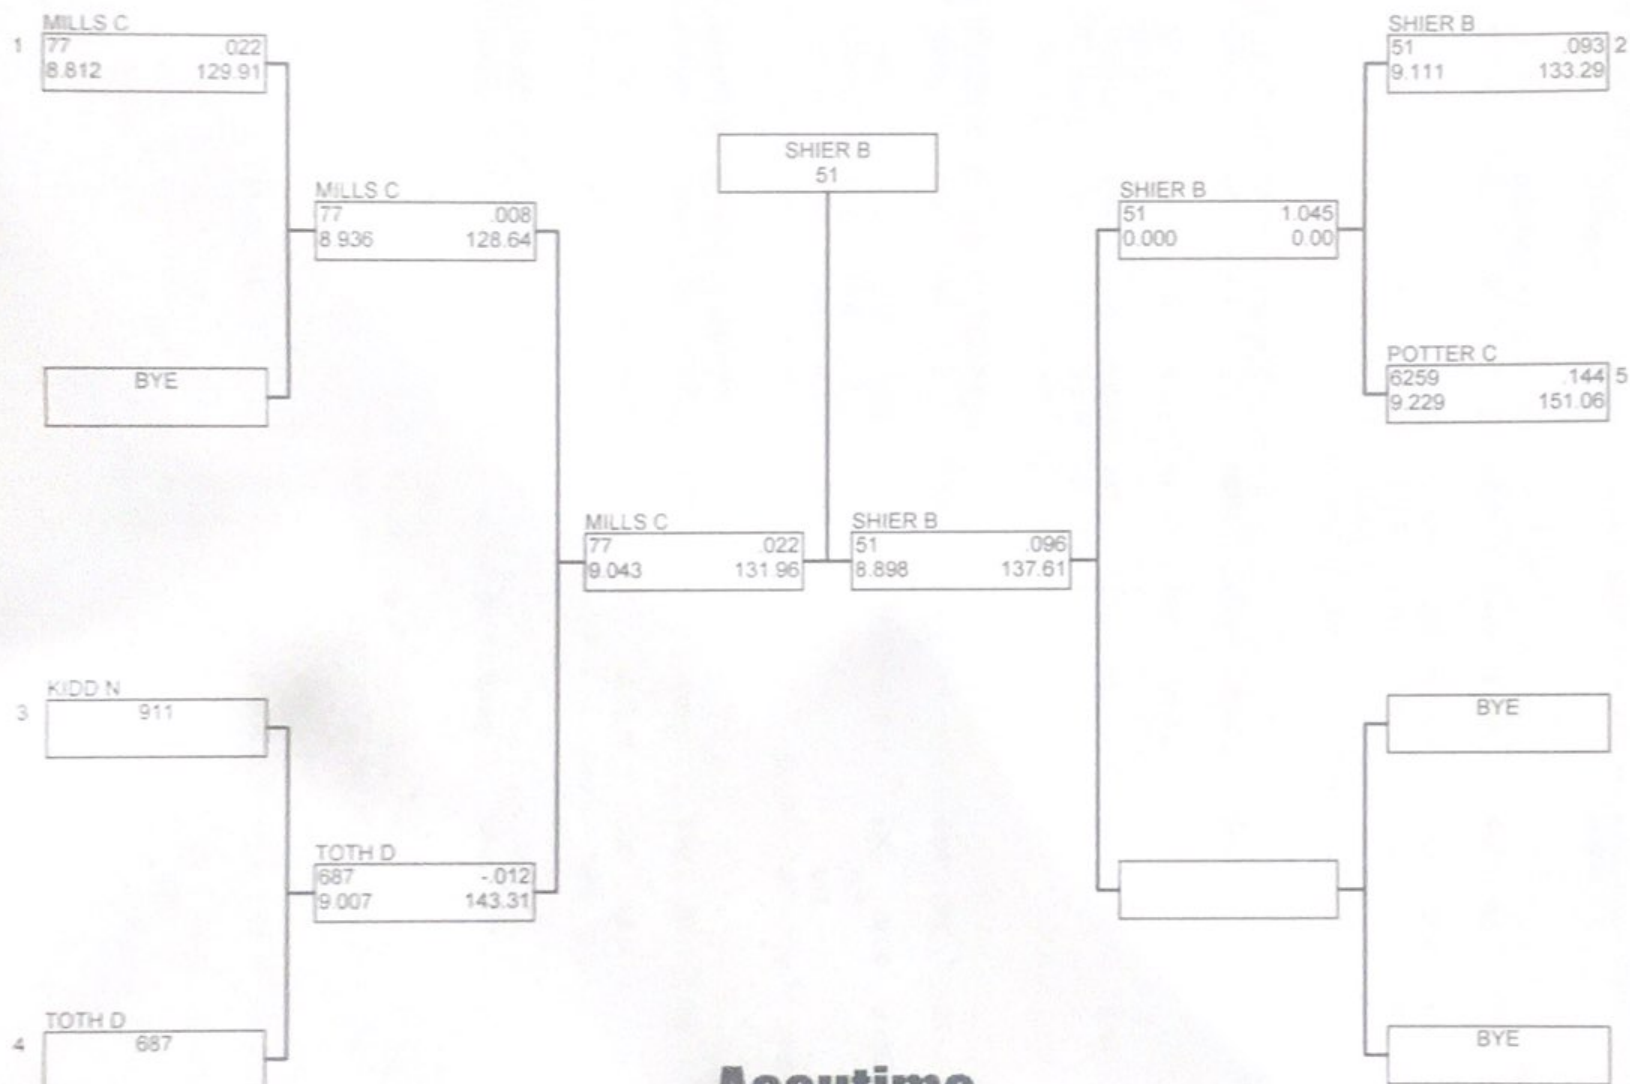 MILLS C
1
77 .022
8.812 129.91
BYE
KIDD N
3
911
TOTH D
4
687
MILLS C
77 .008
8.936 128.64
TOTH D
687 -.012
9.007 143.31
MILLS C
77 .022
9.043 131.96
SHIER B
51
SHIER B
51 .096
8.898 137.61
SHIER B
51 1.045
0.000 0.00
SHIER B
51 .093 2
9.111 133.29
POTTER C
6259 .144 5
9.229 151.06
BYE
BYE
Accutime